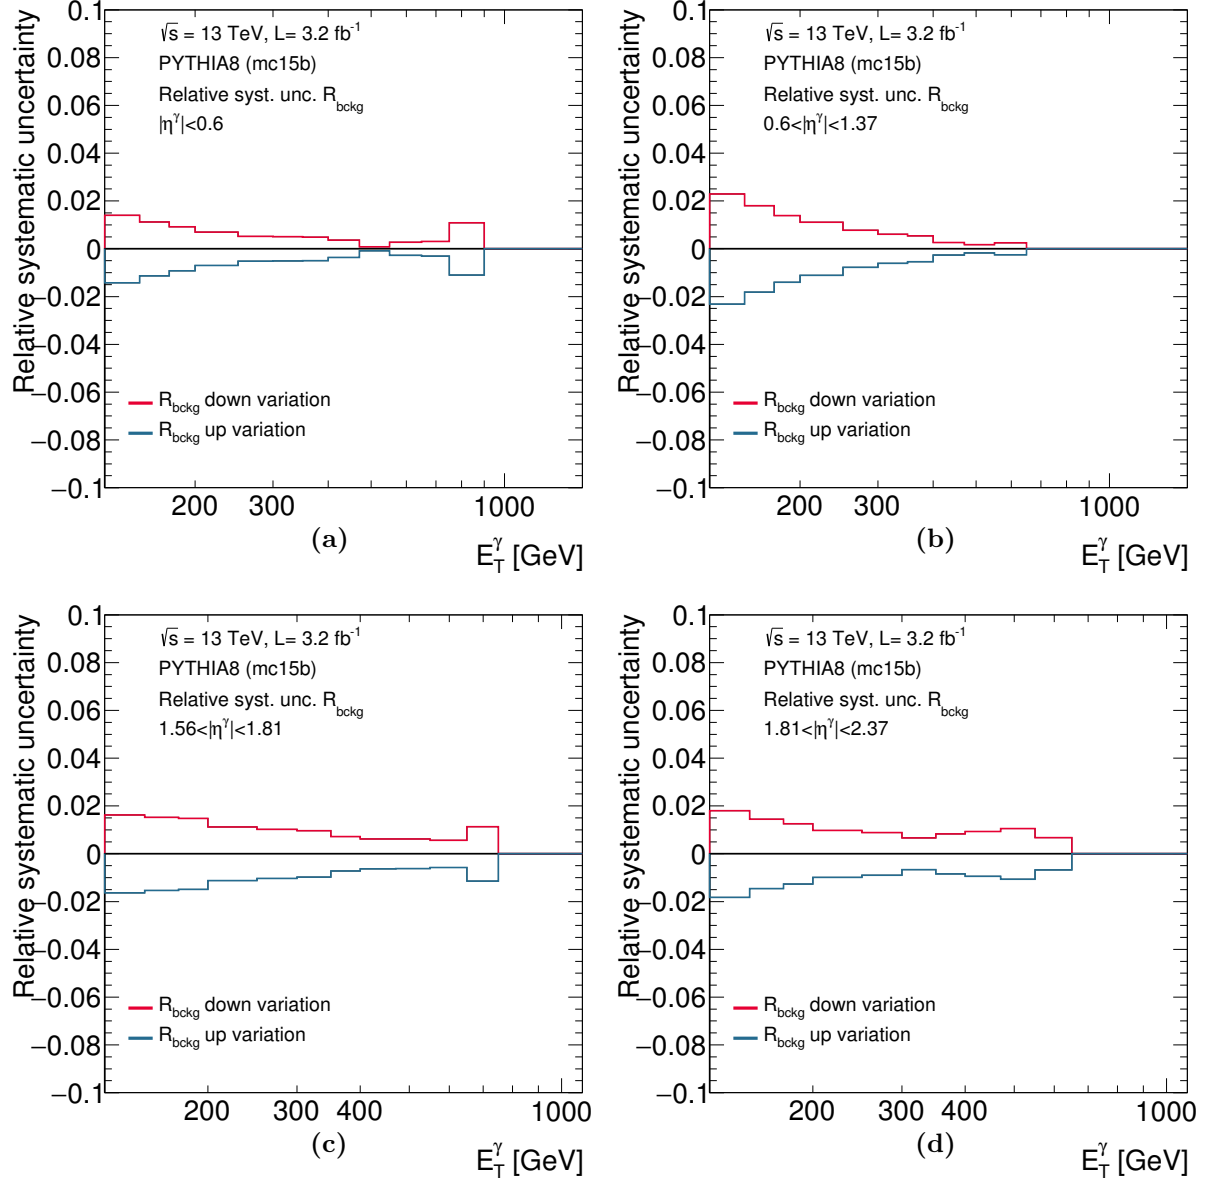 Relative systematic uncertainty
0.1
0.08
0.06
0.04
0.02
0
−0.02
−0.04
−0.06
−0.08
−0.1
√s = 13 TeV, L= 3.2 fb⁻¹
PYTHIA8 (mc15b)
Relative syst. unc. R_bckg
|η^γ|<0.6
R_bckg down variation
R_bckg up variation
200 300 1000
(a)
E_T^γ [GeV]
Relative systematic uncertainty
0.1
0.08
0.06
0.04
0.02
0
−0.02
−0.04
−0.06
−0.08
−0.1
√s = 13 TeV, L= 3.2 fb⁻¹
PYTHIA8 (mc15b)
Relative syst. unc. R_bckg
0.6<|η^γ|<1.37
R_bckg down variation
R_bckg up variation
200 300 1000
(b)
E_T^γ [GeV]
Relative systematic uncertainty
0.1
0.08
0.06
0.04
0.02
0
−0.02
−0.04
−0.06
−0.08
−0.1
√s = 13 TeV, L= 3.2 fb⁻¹
PYTHIA8 (mc15b)
Relative syst. unc. R_bckg
1.56<|η^γ|<1.81
R_bckg down variation
R_bckg up variation
200 300 400 1000
(c)
E_T^γ [GeV]
Relative systematic uncertainty
0.1
0.08
0.06
0.04
0.02
0
−0.02
−0.04
−0.06
−0.08
−0.1
√s = 13 TeV, L= 3.2 fb⁻¹
PYTHIA8 (mc15b)
Relative syst. unc. R_bckg
1.81<|η^γ|<2.37
R_bckg down variation
R_bckg up variation
200 300 400 1000
(d)
E_T^γ [GeV]